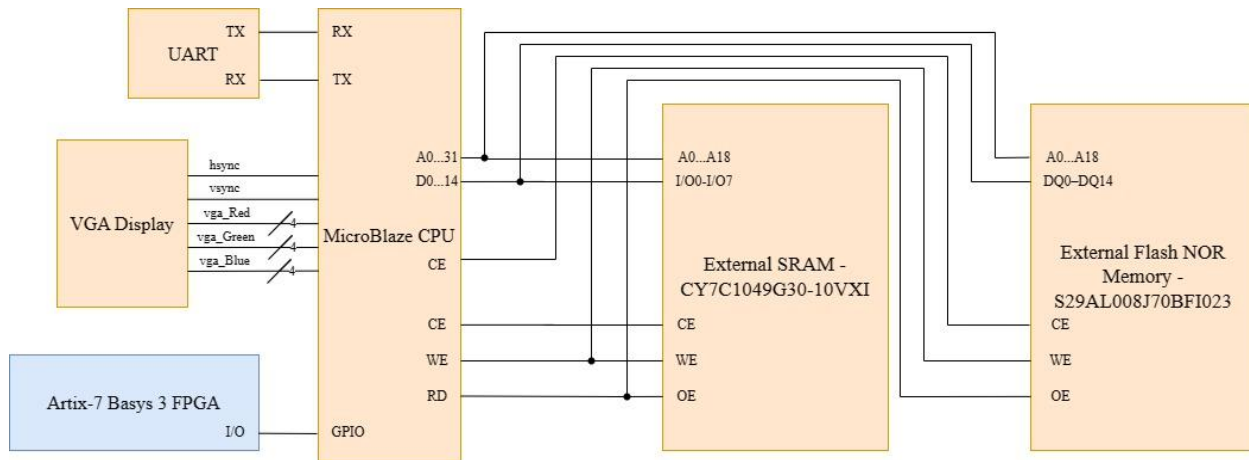 TX
UART
RX
RX
TX
hsync
vsync
vga_Red
4
vga_Green
4
vga_Blue
4
VGA Display
MicroBlaze CPU
A0...31
D0...14
CE
CE
WE
RD
GPIO
Artix-7 Basys 3 FPGA
I/O
A0...A18
I/O0-I/O7
External SRAM -
CY7C1049G30-10VXI
CE
WE
OE
A0...A18
DQ0–DQ14
External Flash NOR
Memory -
S29AL008J70BFI023
CE
WE
OE